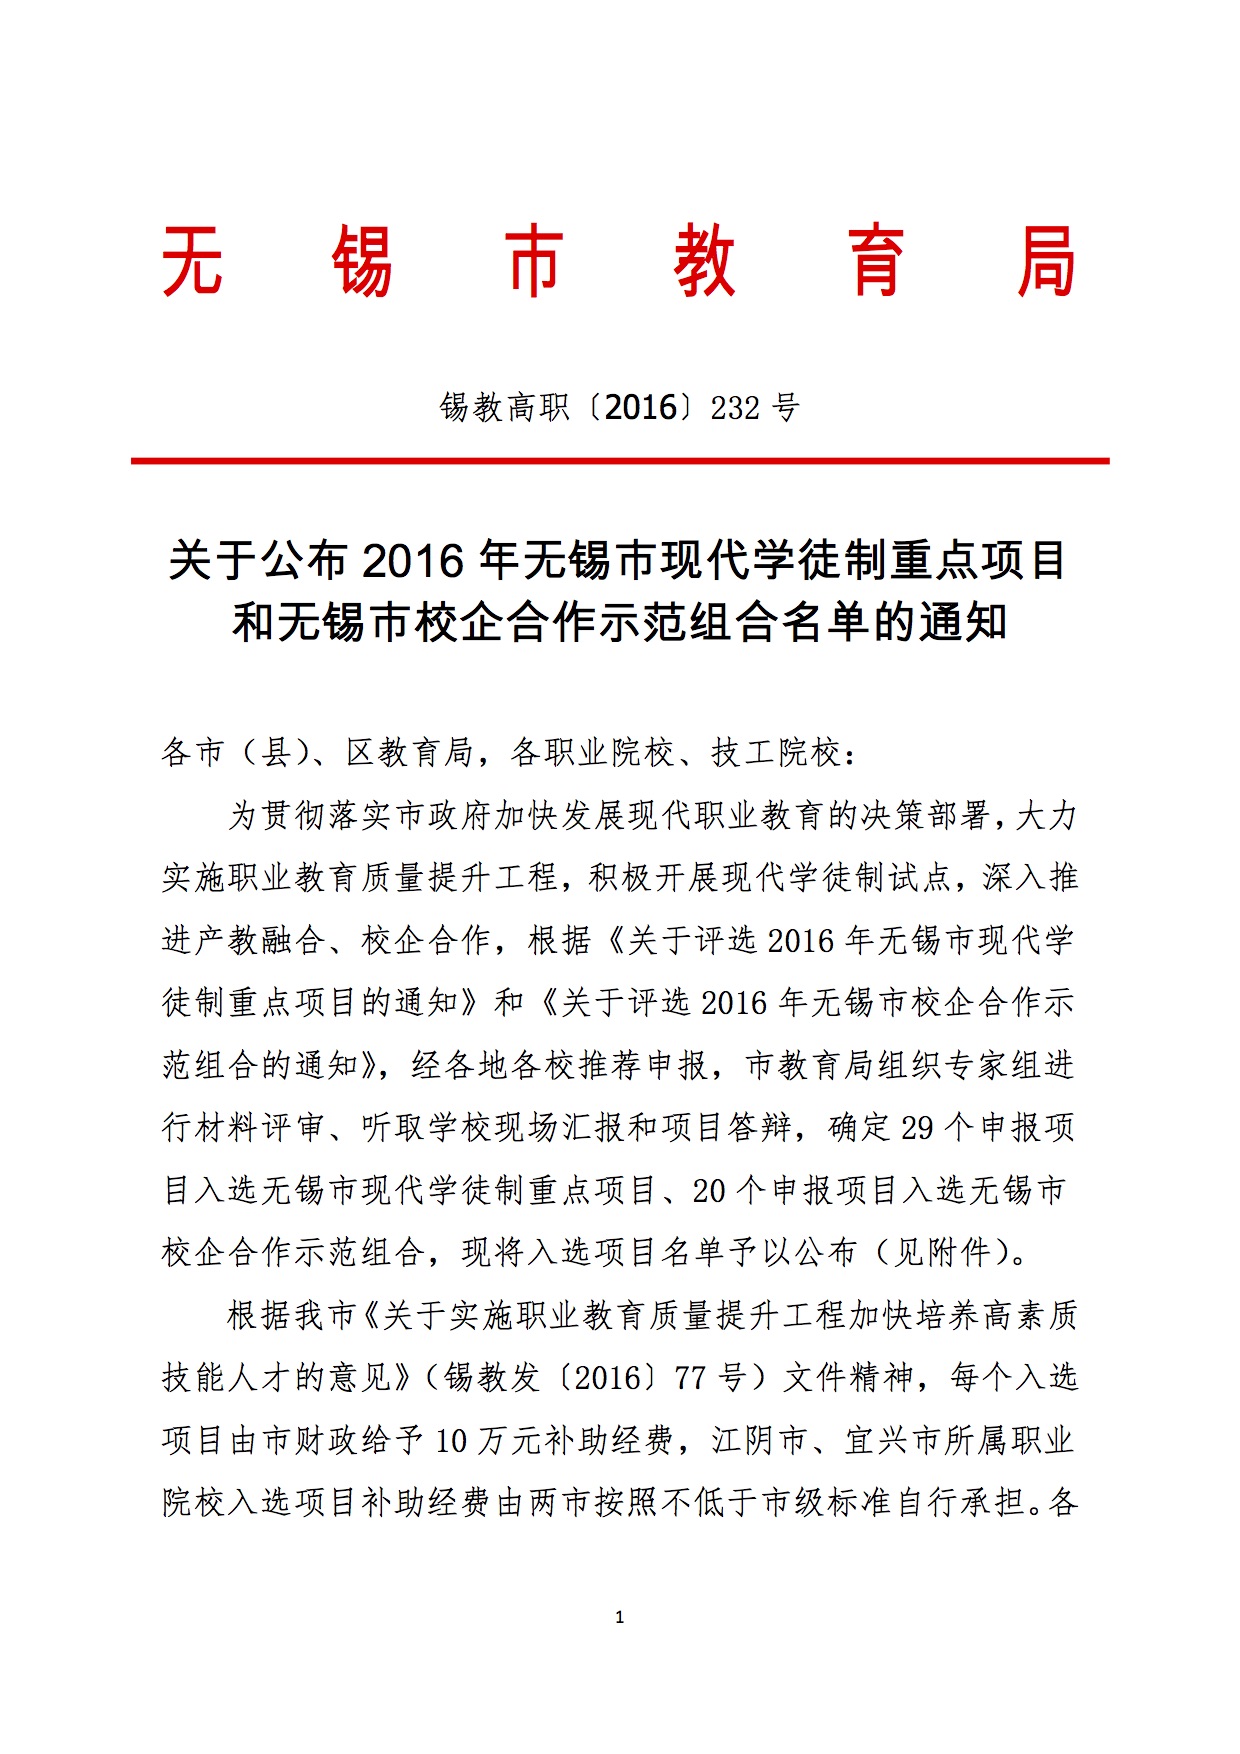 无锡市教育局
锡教高职〔2016〕232 号
关于公布 2016 年无锡市现代学徒制重点项目
和无锡市校企合作示范组合名单的通知
各市（县）、区教育局，各职业院校、技工院校：
为贯彻落实市政府加快发展现代职业教育的决策部署，大力
实施职业教育质量提升工程，积极开展现代学徒制试点，深入推
进产教融合、校企合作，根据《关于评选 2016 年无锡市现代学
徒制重点项目的通知》和《关于评选 2016 年无锡市校企合作示
范组合的通知》，经各地各校推荐申报，市教育局组织专家组进
行材料评审、听取学校现场汇报和项目答辩，确定 29 个申报项
目入选无锡市现代学徒制重点项目、20 个申报项目入选无锡市
校企合作示范组合，现将入选项目名单予以公布（见附件）。
根据我市《关于实施职业教育质量提升工程加快培养高素质
技能人才的意见》（锡教发〔2016〕77 号）文件精神，每个入选
项目由市财政给予 10 万元补助经费，江阴市、宜兴市所属职业
院校入选项目补助经费由两市按照不低于市级标准自行承担。各
1